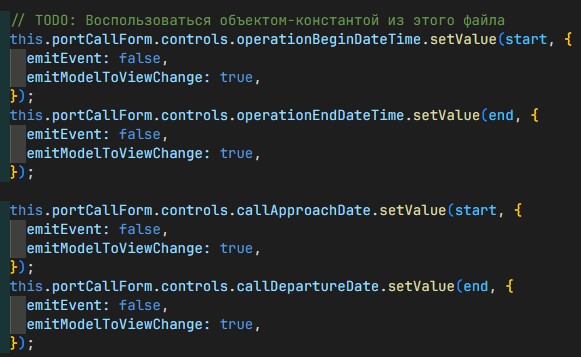 // TODO: Воспользоваться объектом-константой из этого файла
this.portCallForm.controls.operationBeginDateTime.setValue(start, {
  emitEvent: false,
  emitModelToViewChange: true,
});
this.portCallForm.controls.operationEndDateTime.setValue(end, {
  emitEvent: false,
  emitModelToViewChange: true,
});

this.portCallForm.controls.callApproachDate.setValue(start, {
  emitEvent: false,
  emitModelToViewChange: true,
});
this.portCallForm.controls.callDepartureDate.setValue(end, {
  emitEvent: false,
  emitModelToViewChange: true,
});